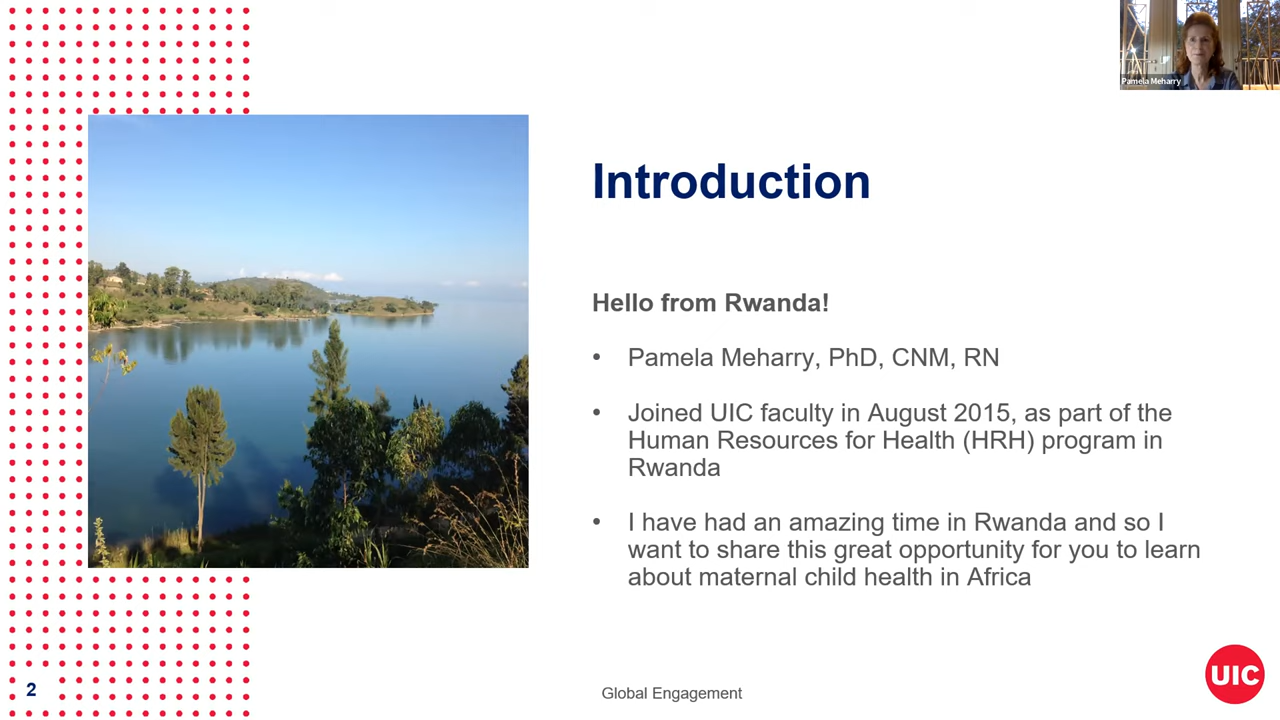 Pamela Meharry
Introduction
Hello from Rwanda!
• Pamela Meharry, PhD, CNM, RN
• Joined UIC faculty in August 2015, as part of the
Human Resources for Health (HRH) program in
Rwanda
• I have had an amazing time in Rwanda and so I
want to share this great opportunity for you to learn
about maternal child health in Africa
2
Global Engagement
UIC